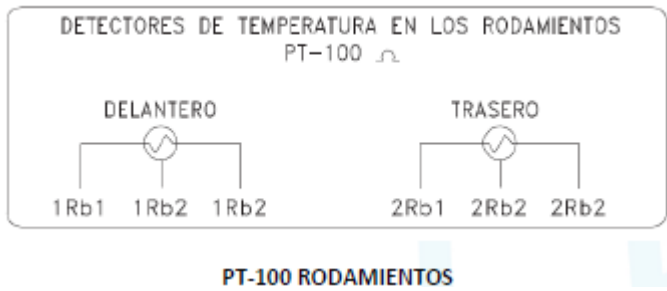 DETECTORES DE TEMPERATURA EN LOS RODAMIENTOS
PT-100 Ω
DELANTERO TRASERO
1Rb1 1Rb2 1Rb2 2Rb1 2Rb2 2Rb2
PT-100 RODAMIENTOS